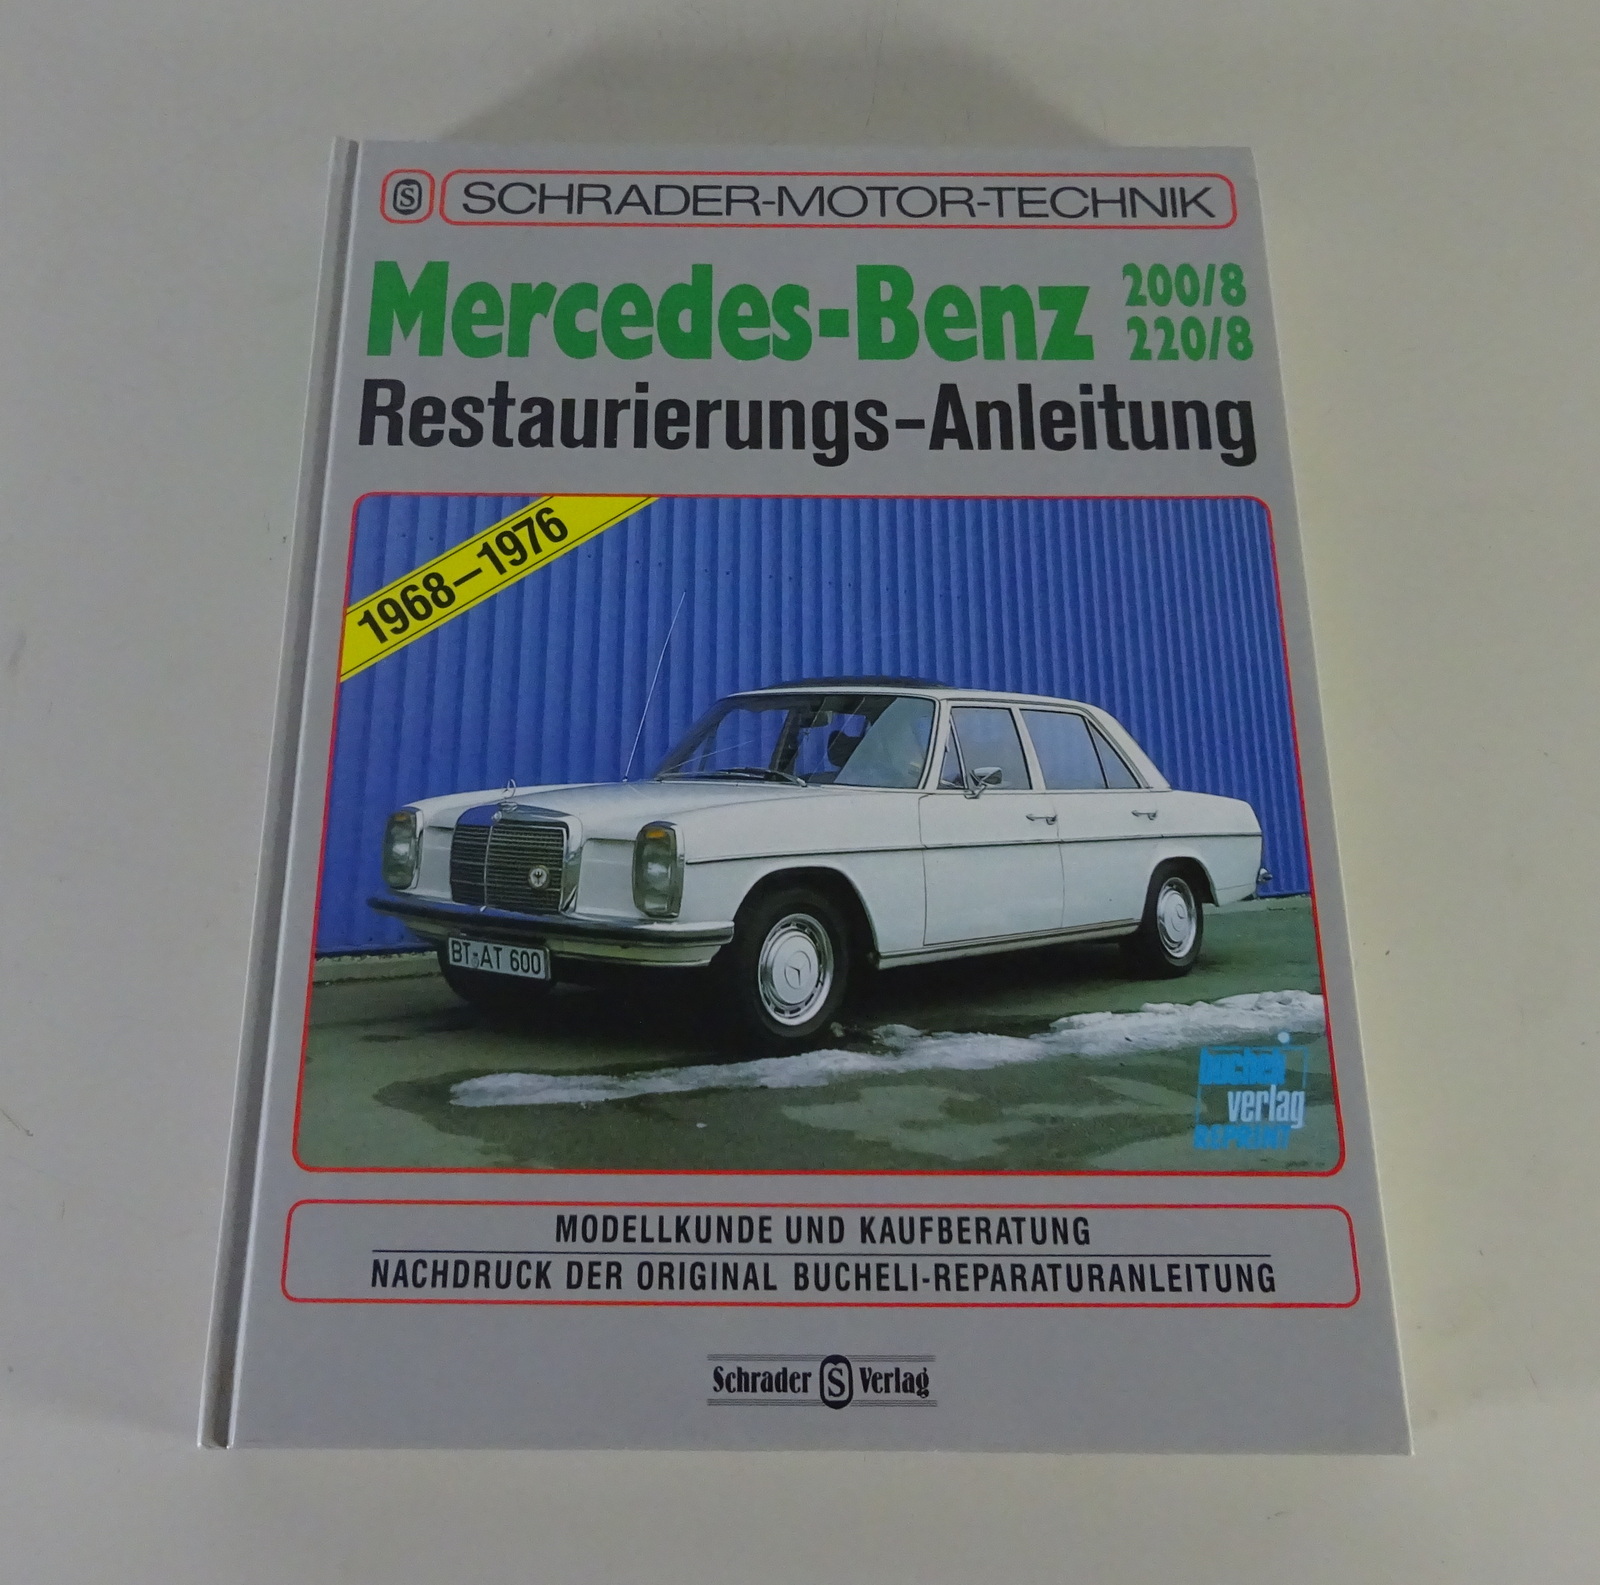 S SCHRADER-MOTOR-TECHNIK
Mercedes-Benz 200/8
220/8
Restaurierungs-Anleitung
1968–1976
BT-AT 600
bucheli
verlag
REPRINT
MODELLKUNDE UND KAUFBERATUNG
NACHDRUCK DER ORIGINAL BUCHELI-REPARATURANLEITUNG
Schrader S Verlag